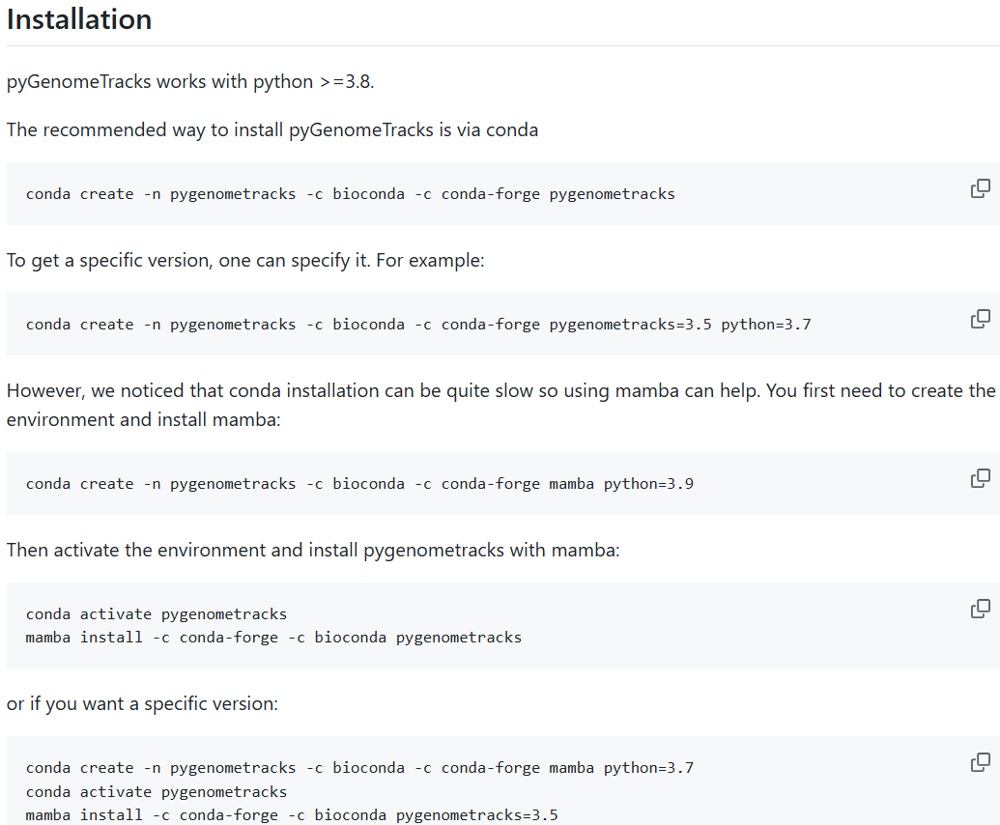 Installation
pyGenomeTracks works with python >=3.8.
The recommended way to install pyGenomeTracks is via conda
conda create -n pygenometracks -c bioconda -c conda-forge pygenometracks
To get a specific version, one can specify it. For example:
conda create -n pygenometracks -c bioconda -c conda-forge pygenometracks=3.5 python=3.7
However, we noticed that conda installation can be quite slow so using mamba can help. You first need to create the
environment and install mamba:
conda create -n pygenometracks -c bioconda -c conda-forge mamba python=3.9
Then activate the environment and install pygenometracks with mamba:
conda activate pygenometracks
mamba install -c conda-forge -c bioconda pygenometracks
or if you want a specific version:
conda create -n pygenometracks -c bioconda -c conda-forge mamba python=3.7
conda activate pygenometracks
mamba install -c conda-forge -c bioconda pygenometracks=3.5